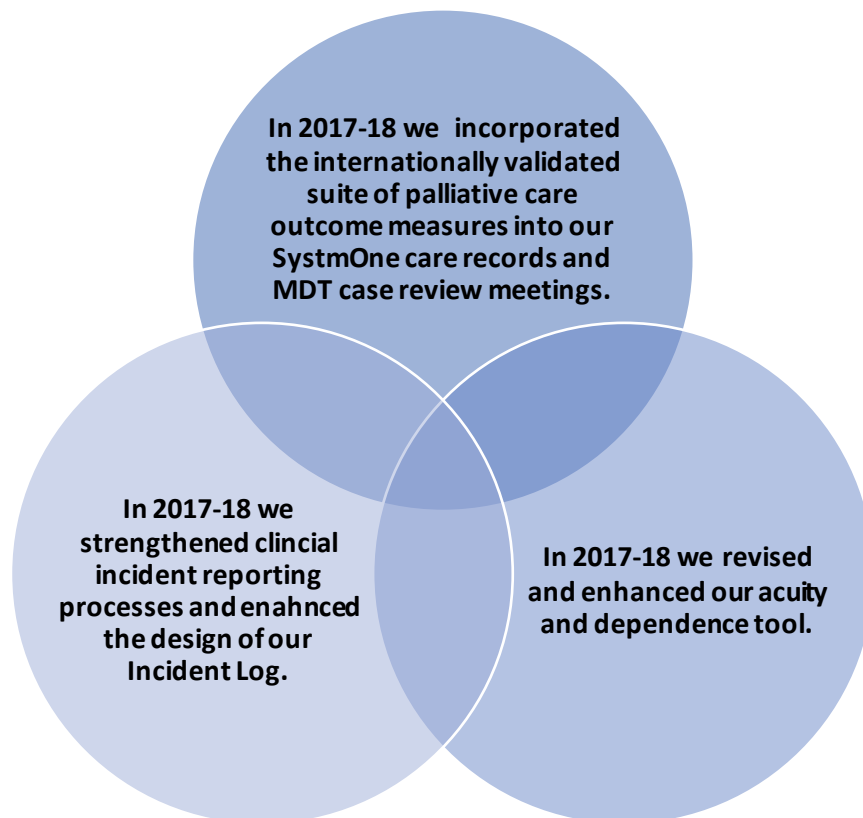 In 2017-18 we incorporated
the internationally validated
suite of palliative care
outcome measures into our
SystmOne care records and
MDT case review meetings.
In 2017-18 we
strengthened clincial
incident reporting
processes and enahnced
the design of our
Incident Log.
In 2017-18 we revised
and enhanced our acuity
and dependence tool.